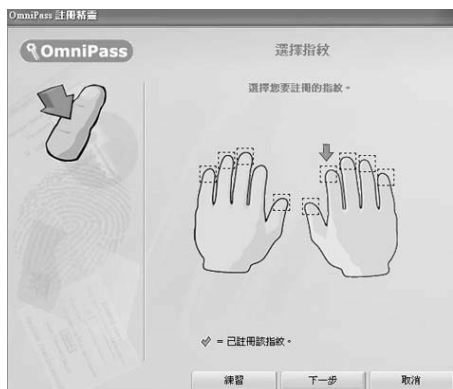 OmniPass 註冊精靈
OmniPass
選擇指紋
選擇您要註冊的指紋。
= 已註冊該指紋。
練習
下一步
取消